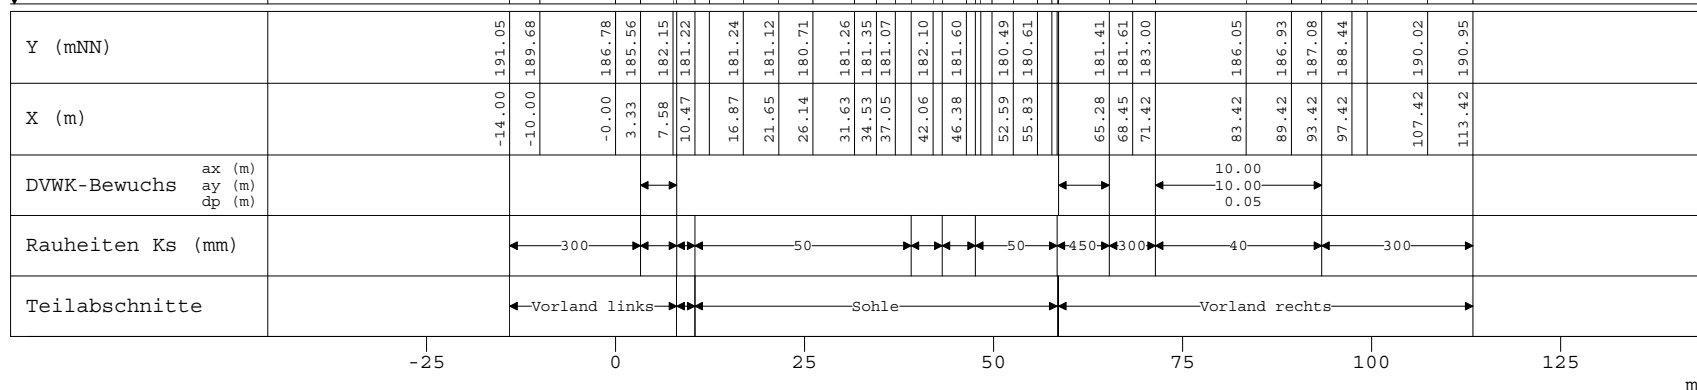 Y (mNN) 191.05 189.68 186.78 185.56 182.15 181.22 181.24 181.12 180.71 181.26 181.35 181.07 182.10 181.60 180.49 180.61 181.41 181.61 183.00 186.05 186.93 187.08 188.44 190.02 190.95
X (m) -14.00 -10.00 -0.00 3.33 7.58 10.47 16.87 21.65 26.14 31.63 34.53 37.05 42.06 46.38 52.59 55.83 65.28 68.45 71.42 83.42 89.42 93.42 97.42 107.42 113.42
ax (m) 10.00
DVWK-Bewuchs ay (m) 10.00
dp (m) 0.05
Rauheiten Ks (mm) 300 50 50 450 300 40 300
Teilabschnitte Vorland links Sohle Vorland rechts
-25 0 25 50 75 100 125
m